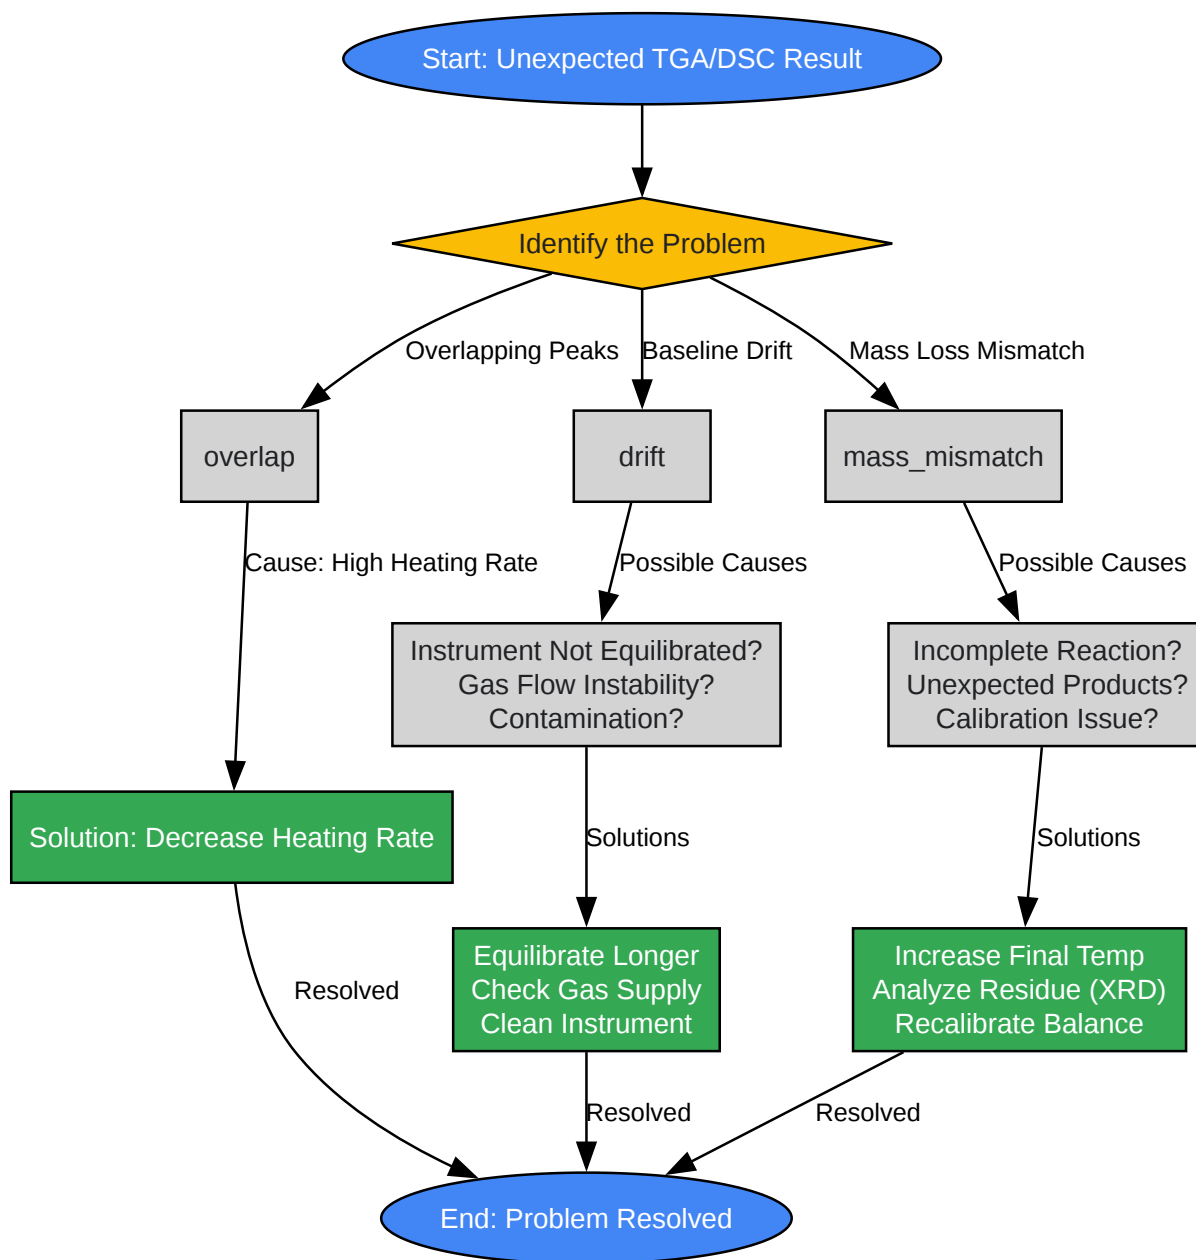 Start: Unexpected TGA/DSC Result
Identify the Problem
Overlapping Peaks
Baseline Drift
Mass Loss Mismatch
overlap
drift
mass_mismatch
Cause: High Heating Rate
Possible Causes
Possible Causes
Instrument Not Equilibrated?
Gas Flow Instability?
Contamination?
Incomplete Reaction?
Unexpected Products?
Calibration Issue?
Solution: Decrease Heating Rate
Solutions
Solutions
Equilibrate Longer
Check Gas Supply
Clean Instrument
Increase Final Temp
Analyze Residue (XRD)
Recalibrate Balance
Resolved
Resolved
Resolved
End: Problem Resolved